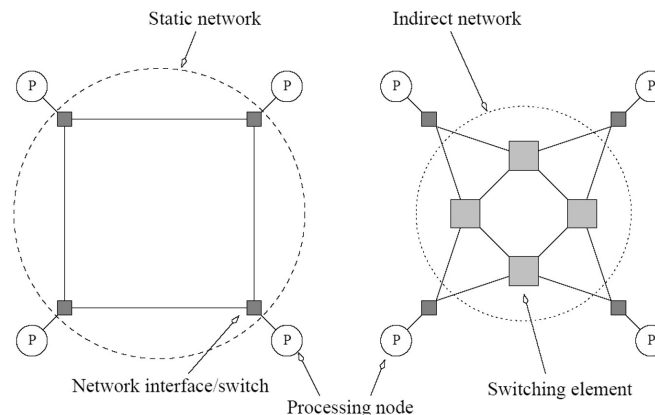 Static network
Indirect network
P
P
P
P
P
P
P
P
Network interface/switch
Processing node
Switching element